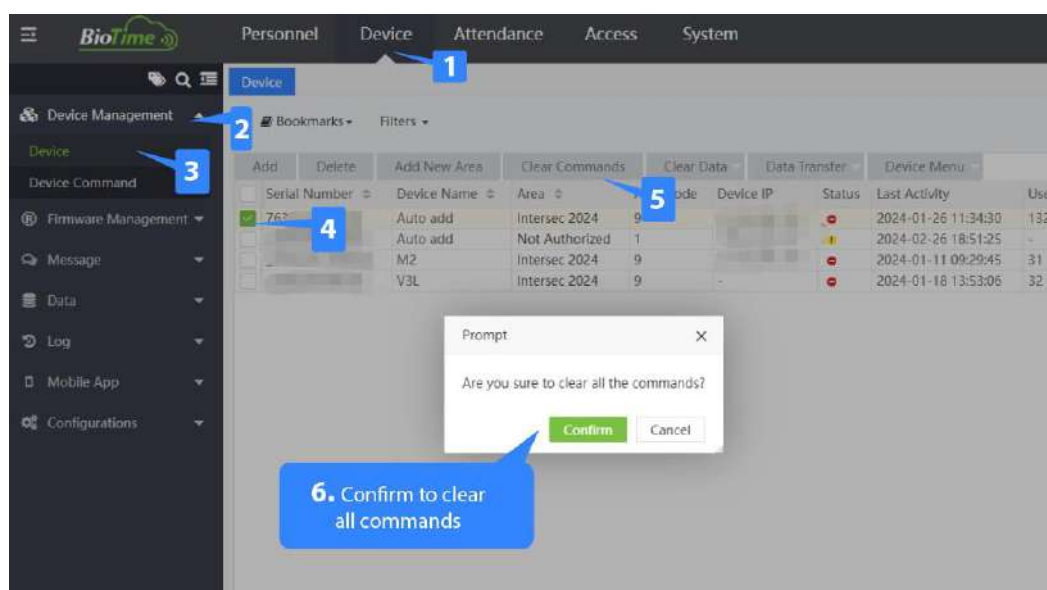 BioTime
Personnel Device Attendance Access System
1
Device
Device Management
2
Bookmarks Filters
Device
3
Device Command
Add Delete Add New Area Clear Commands Clear Data Data Transfer Device Menu
5
Serial Number Device Name Area Device IP Status Last Activity
4
Auto add Intersec 2024 9 2024-01-26 11:34:30 132
Auto add Not Authorized 1 2024-02-26 18:51:25 -
M2 Intersec 2024 9 2024-01-11 09:29:45 31
V3L Intersec 2024 9 - 2024-01-18 13:53:06 32
Firmware Management
Message
Data
Log
Mobile App
Configurations
Prompt
Are you sure to clear all the commands?
Confirm Cancel
6. Confirm to clear
all commands